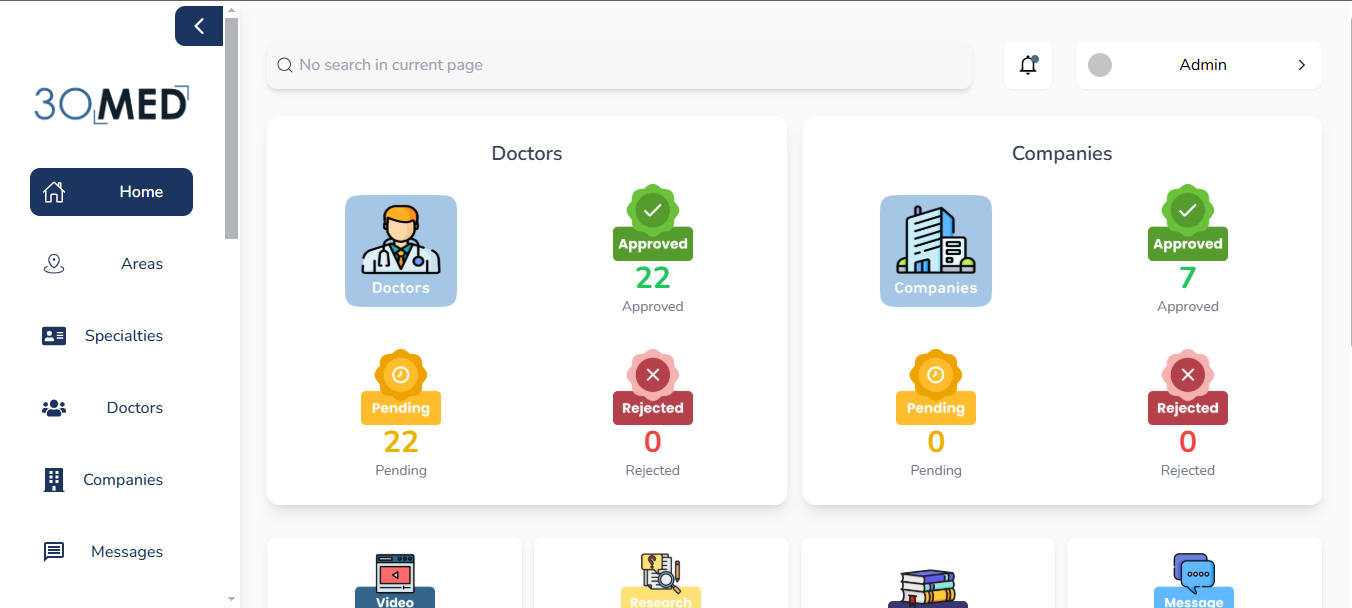 3OMED
Home
Areas
Specialties
Doctors
Companies
Messages
No search in current page
Admin
Doctors
Doctors
Approved
22
Approved
Pending
22
Pending
Rejected
0
Rejected
Companies
Companies
Approved
7
Approved
Pending
0
Pending
Rejected
0
Rejected
Video
Research
Message